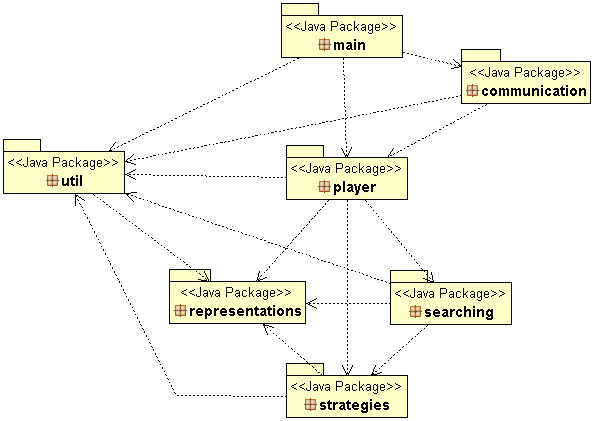 <<Java Package>>
main
<<Java Package>>
communication
<<Java Package>>
util
<<Java Package>>
player
<<Java Package>>
representations
<<Java Package>>
searching
<<Java Package>>
strategies